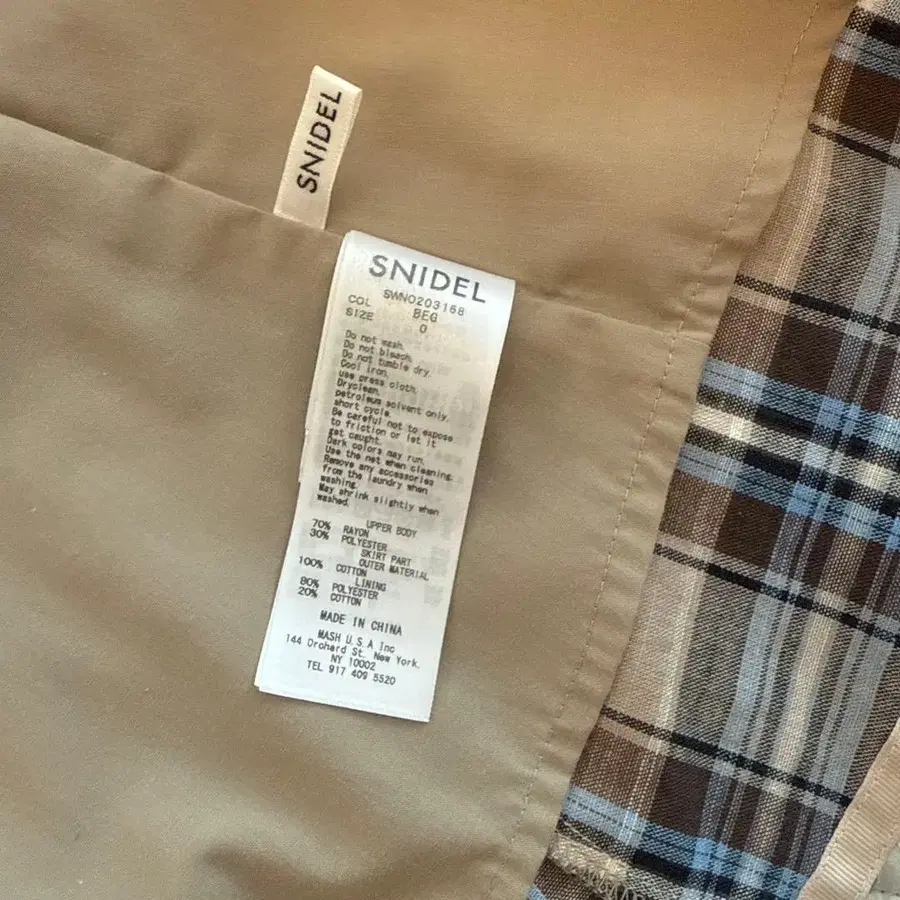 SNIDEL
SNIDEL
SWNO203168
COL BEG
SIZE 0
Do not wash.
Do not bleach.
Do not tumble dry.
Cool iron,
use press cloth.
Dryclean,
petroleum solvent only,
short cycle.
Be careful not to expose
to friction or let it
get caught.
Dark colors may run.
Use the net when cleaning.
Remove any accessories
from the laundry when
washing.
May shrink slightly when
washed.
UPPER BODY
70% RAYON
30% POLYESTER
SKIRT PART
OUTER MATERIAL
100% COTTON
LINING
80% POLYESTER
20% COTTON
MADE IN CHINA
MASH U.S.A Inc
144 Orchard St. New York.
NY 10002
TEL 917 409 5520